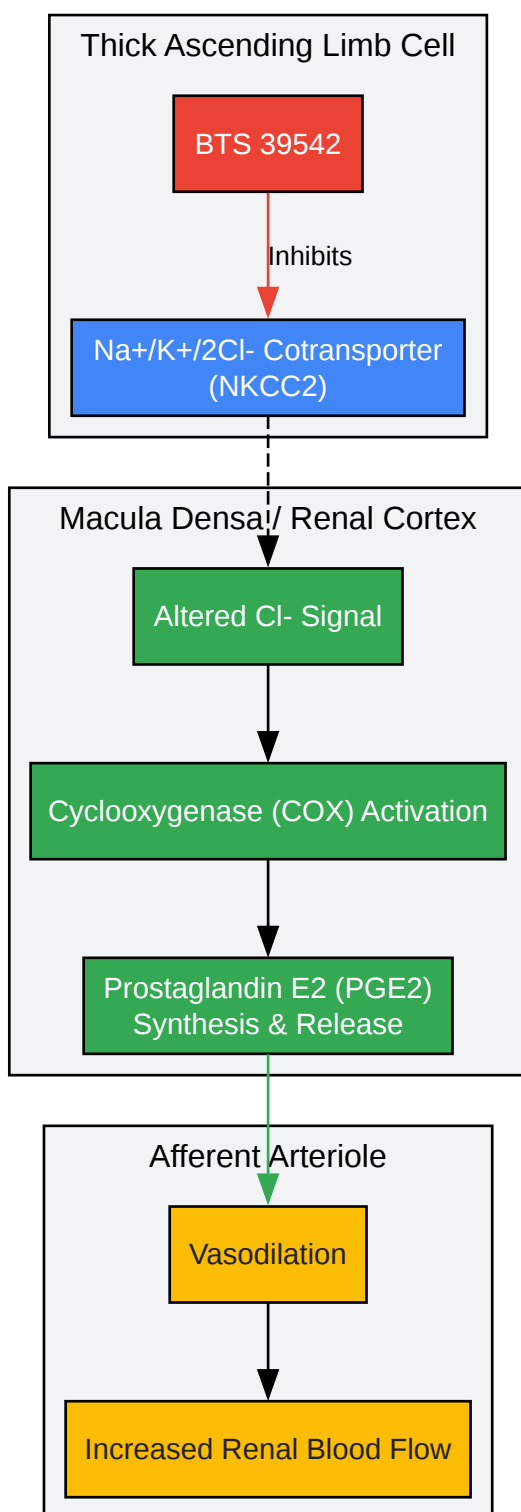 Thick Ascending Limb Cell
BTS 39542
Inhibits
Na+/K+/2Cl- Cotransporter
(NKCC2)
Macula Densa / Renal Cortex
Altered Cl- Signal
Cyclooxygenase (COX) Activation
Prostaglandin E2 (PGE2)
Synthesis & Release
Afferent Arteriole
Vasodilation
Increased Renal Blood Flow